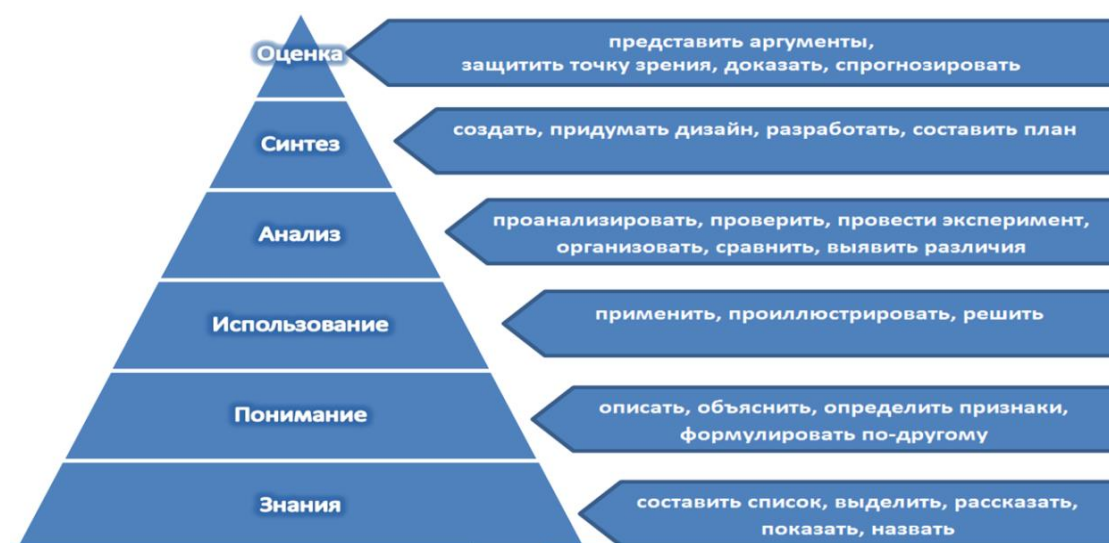 Оценка
представить аргументы,
защитить точку зрения, доказать, спрогнозировать
Синтез
создать, придумать дизайн, разработать, составить план
Анализ
проанализировать, проверить, провести эксперимент,
организовать, сравнить, выявить различия
Использование
применить, проиллюстрировать, решить
Понимание
описать, объяснить, определить признаки,
формулировать по-другому
Знания
составить список, выделить, рассказать,
показать, назвать